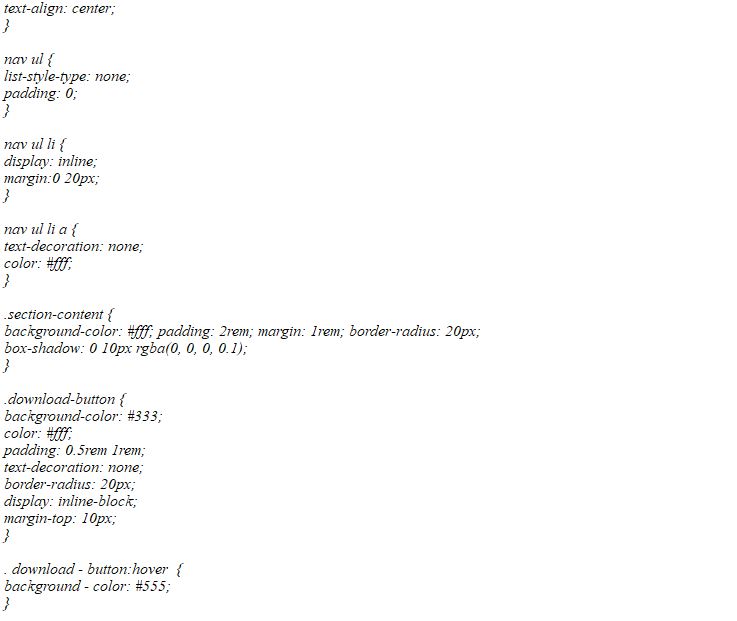 text-align: center;
}
nav ul {
list-style-type: none;
padding: 0;
}
nav ul li {
display: inline;
margin:0 20px;
}
nav ul li a {
text-decoration: none;
color: #fff;
}
.section-content {
background-color: #fff; padding: 2rem; margin: 1rem; border-radius: 20px;
box-shadow: 0 10px rgba(0, 0, 0, 0.1);
}
.download-button {
background-color: #333;
color: #fff;
padding: 0.5rem 1rem;
text-decoration: none;
border-radius: 20px;
display: inline-block;
margin-top: 10px;
}
. download - button:hover  {
background - color: #555;
}